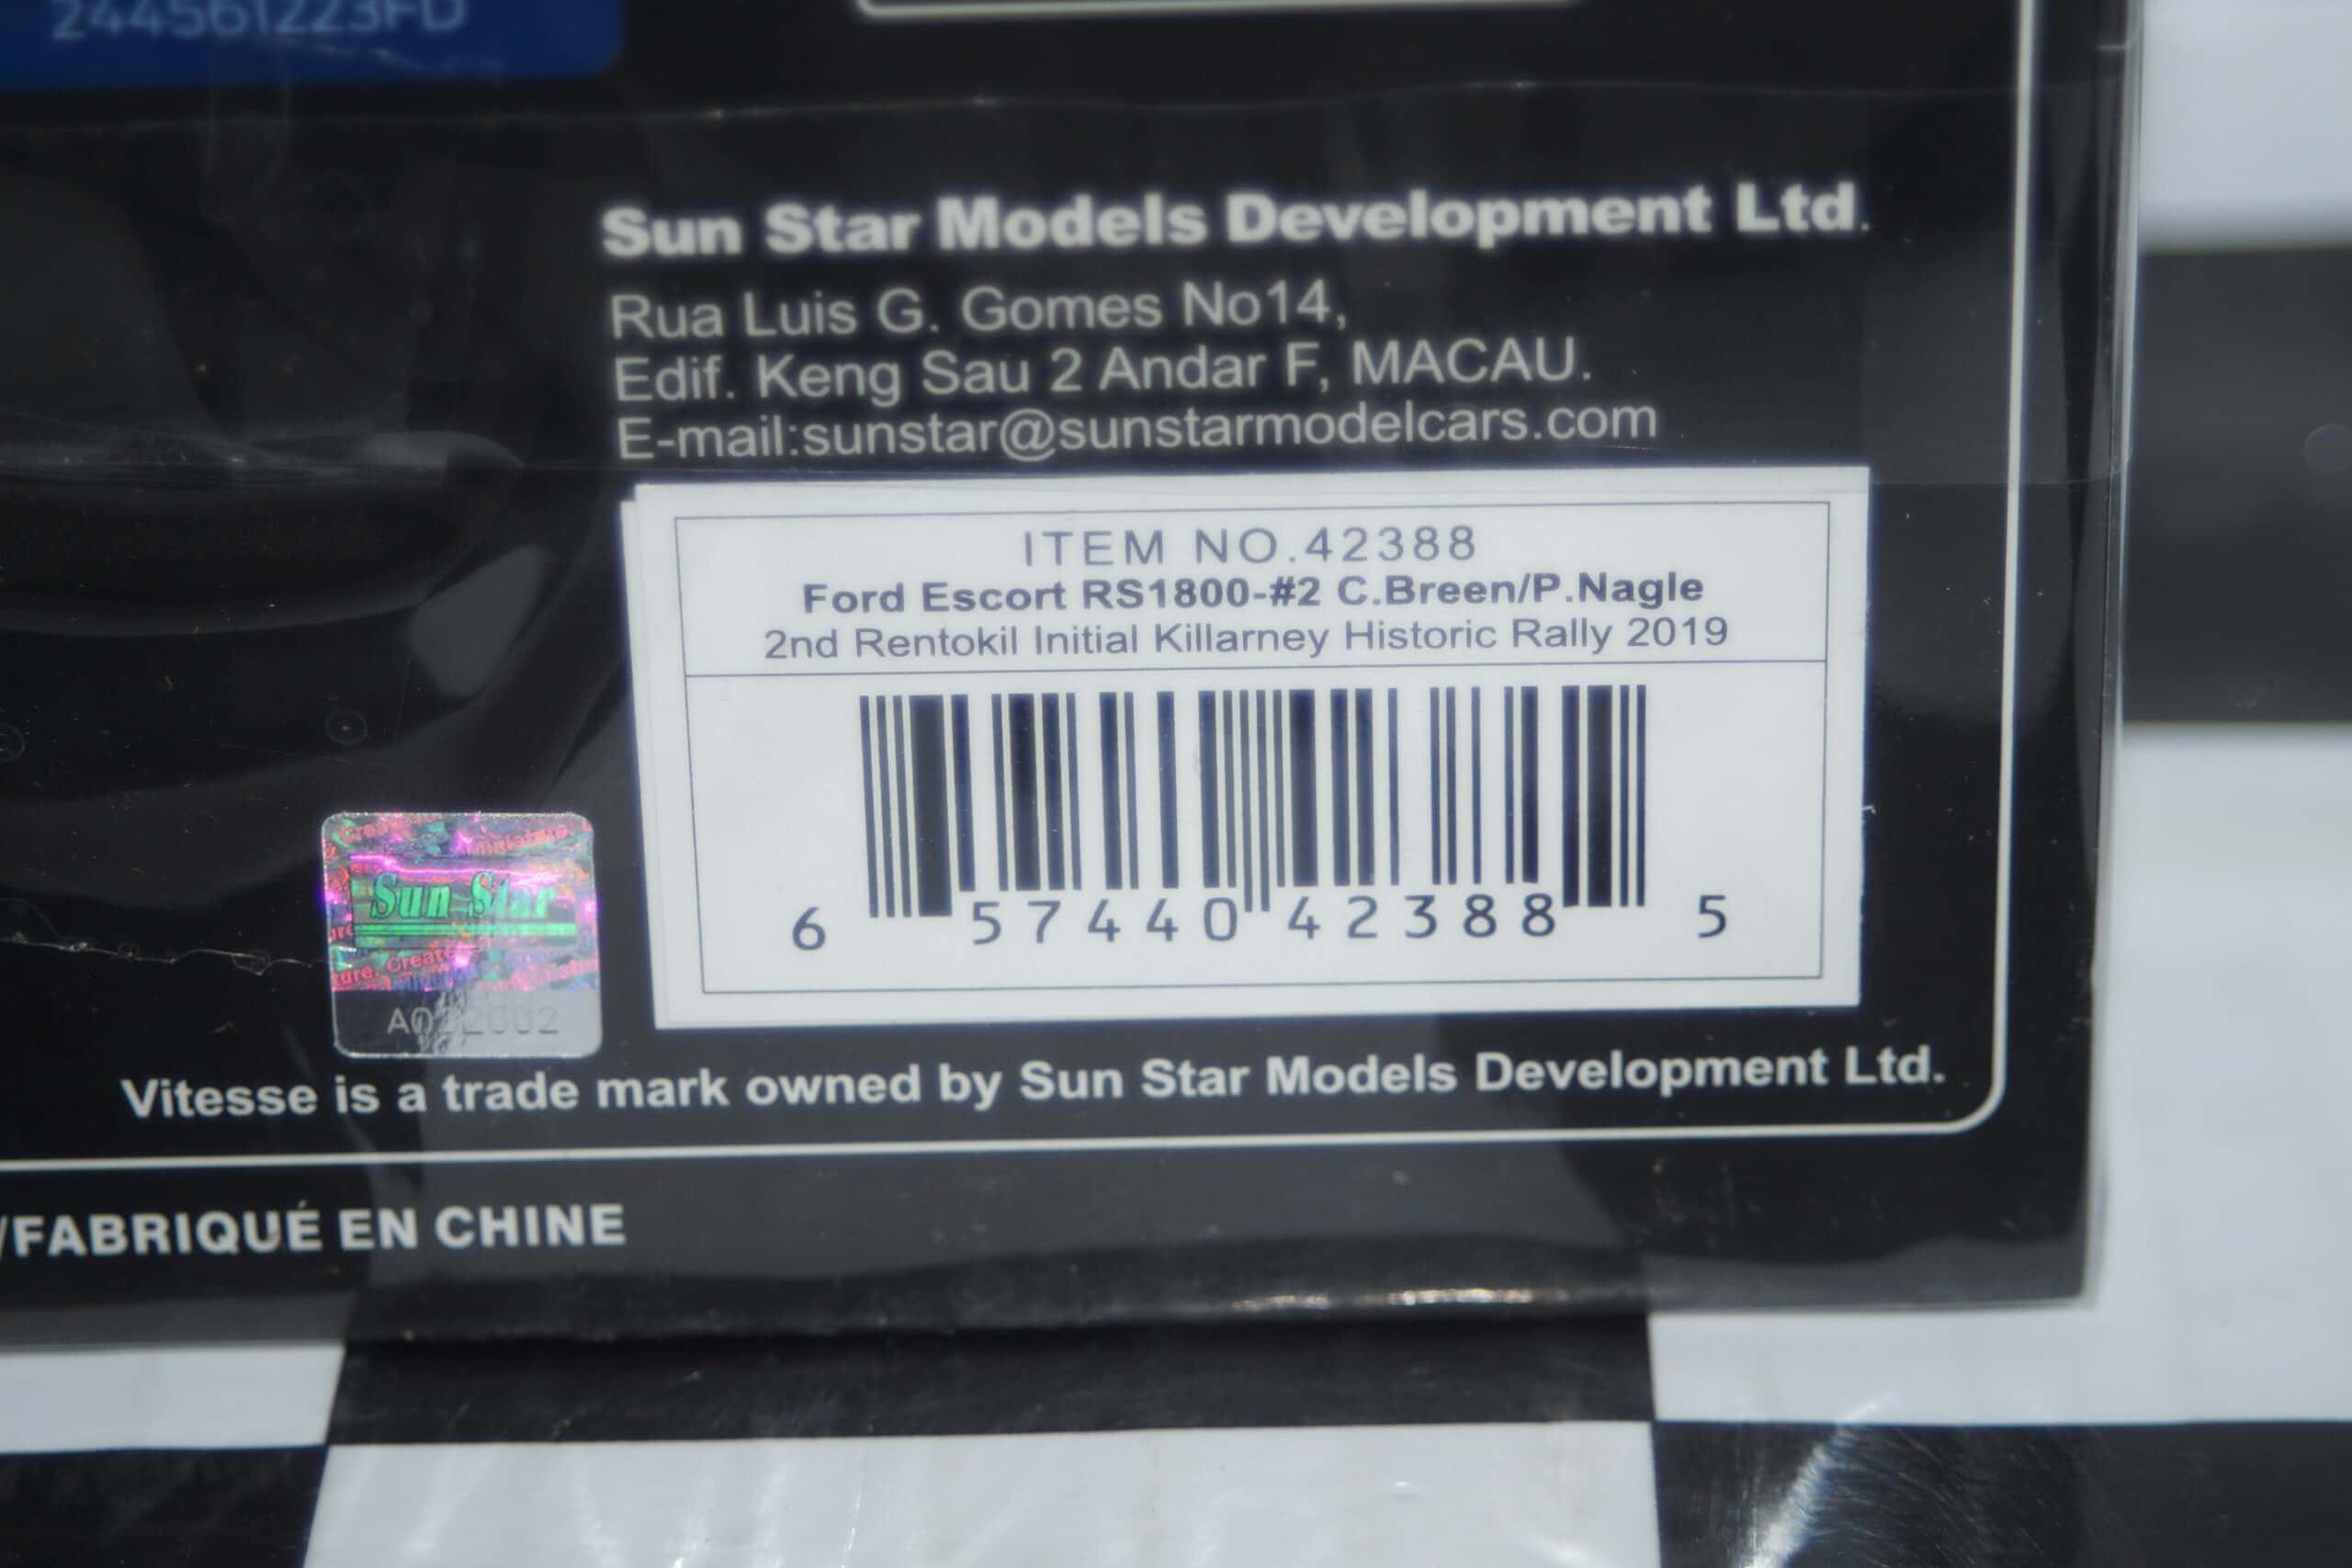 244561223FD
Sun Star Models Development Ltd.
Rua Luis G. Gomes No14,
Edif. Keng Sau 2 Andar F, MACAU.
E-mail:sunstar@sunstarmodelcars.com
ITEM NO.42388
Ford Escort RS1800-#2 C.Breen/P.Nagle
2nd Rentokil Initial Killarney Historic Rally 2019
6 57440 42388 5
Sun Star
Vitesse is a trade mark owned by Sun Star Models Development Ltd.
/FABRIQUÉ EN CHINE